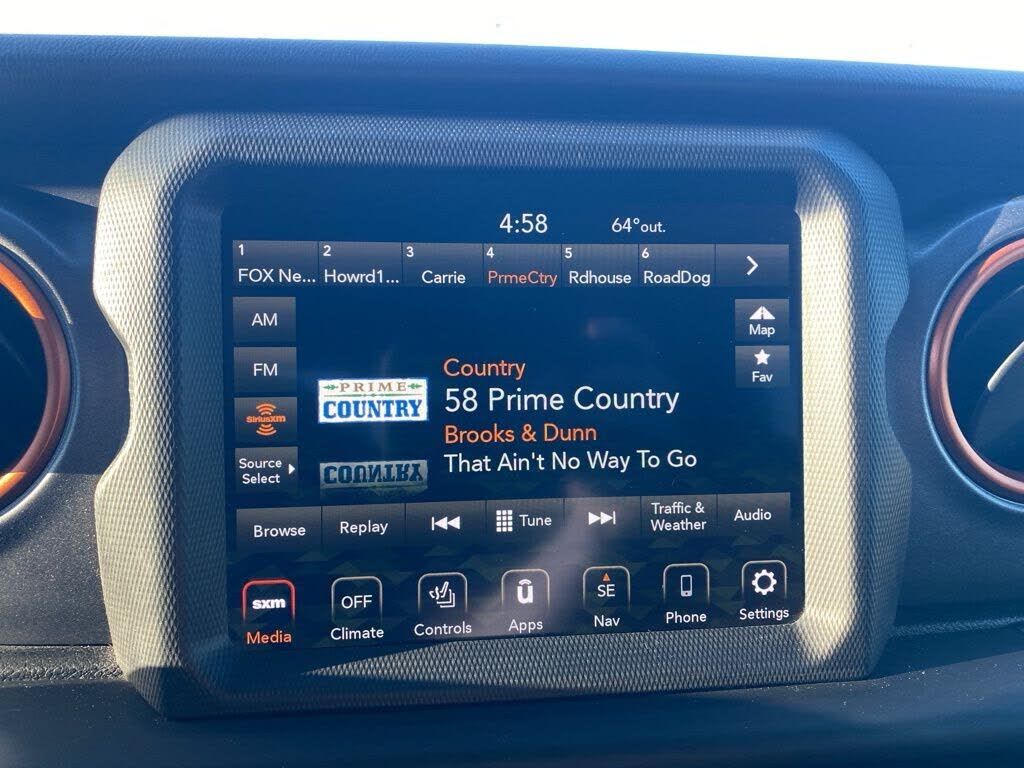 4:58 64°out.
1 2 3 4 5 6
FOX Ne... Howrd1... Carrie PrmeCtry Rdhouse RoadDog
AM
Map
FM
Fav
SiriusXM
Source
Select
PRIME
COUNTRY
COUNTRY
Country
58 Prime Country
Brooks & Dunn
That Ain't No Way To Go
Browse Replay Tune Traffic &
Weather Audio
sxm OFF û SE
Media Climate Controls Apps Nav Phone Settings